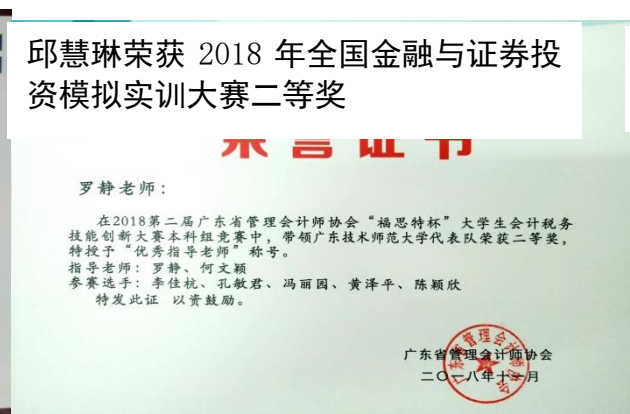 邱慧琳荣获 2018 年全国金融与证券投
资模拟实训大赛二等奖
荣誉证书
罗静老师：
在2018第二届广东省管理会计师协会“福思特杯”大学生会计税务
技能创新大赛本科组竞赛中，带领广东技术师范大学代表队荣获二等奖，
特授予“优秀指导老师”称号。
指导老师：罗静、何文颖
参赛选手：李佳杭、孔敏君、冯丽园、黄泽平、陈颖欣
特发此证 以资鼓励。
广东省管理会计师协会
二〇一八年十一月